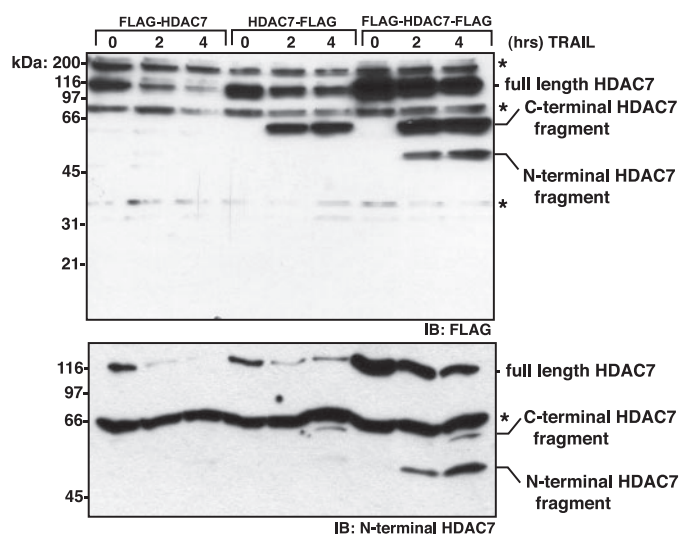 FLAG-HDAC7 HDAC7-FLAG FLAG-HDAC7-FLAG
0 2 4 0 2 4 0 2 4 (hrs) TRAIL
kDa: 200 *
116 full length HDAC7
97
* C-terminal HDAC7
66 fragment
45 N-terminal HDAC7
fragment
*
31
21
IB: FLAG
116 full length HDAC7
97
66 * C-terminal HDAC7
fragment
N-terminal HDAC7
45 fragment
IB: N-terminal HDAC7